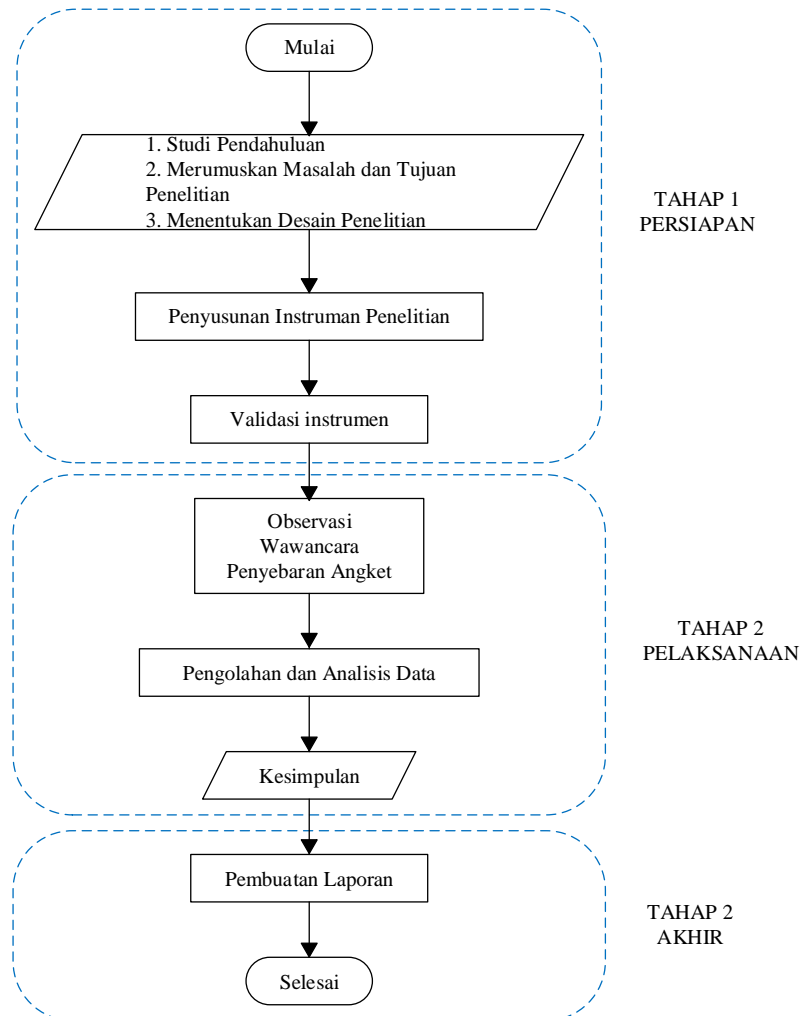 Mulai
1. Studi Pendahuluan
2. Merumuskan Masalah dan Tujuan
Penelitian
3. Menentukan Desain Penelitian
TAHAP 1
PERSIAPAN
Penyusunan Instruman Penelitian
Validasi instrumen
Observasi
Wawancara
Penyebaran Angket
TAHAP 2
PELAKSANAAN
Pengolahan dan Analisis Data
Kesimpulan
Pembuatan Laporan
TAHAP 2
AKHIR
Selesai